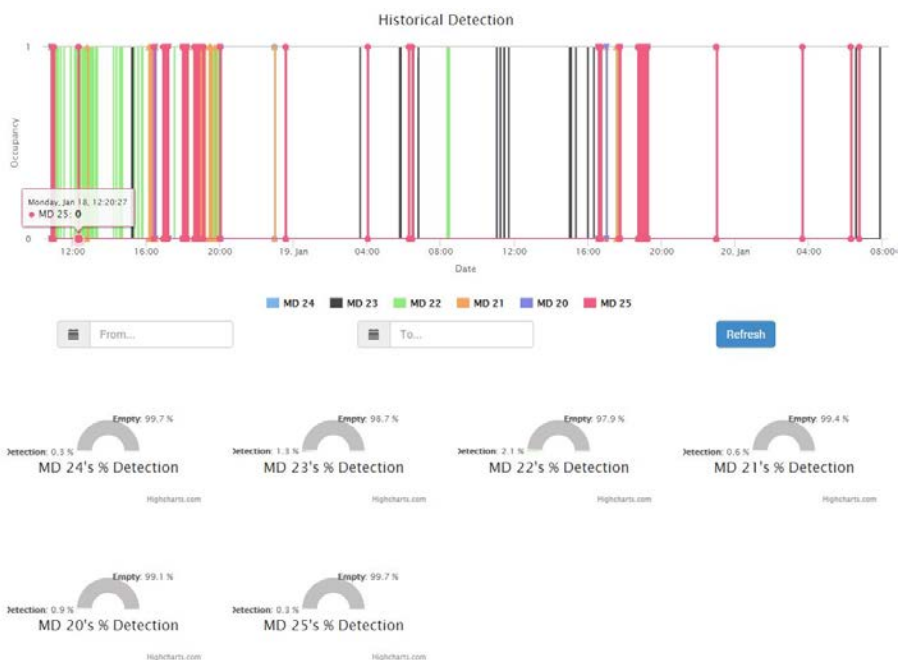 Historical Detection
1
Occupancy
Monday, Jan 18, 12:20:27
MD 25: 0
0
12:00 16:00 20:00 19. Jan 04:00 08:00 12:00 16:00 20:00 20. Jan 04:00 08:00
Date
MD 24 MD 23 MD 22 MD 21 MD 20 MD 25
From... To... Refresh
Empty: 99.7 % Empty: 98.7 % Empty: 97.9 % Empty: 99.4 %
Detection: 0.3 % Detection: 1.3 % Detection: 2.1 % Detection: 0.6 %
MD 24's % Detection MD 23's % Detection MD 22's % Detection MD 21's % Detection
Highcharts.com Highcharts.com Highcharts.com Highcharts.com
Empty: 99.1 % Empty: 99.7 %
Detection: 0.9 % Detection: 0.3 %
MD 20's % Detection MD 25's % Detection
Highcharts.com Highcharts.com